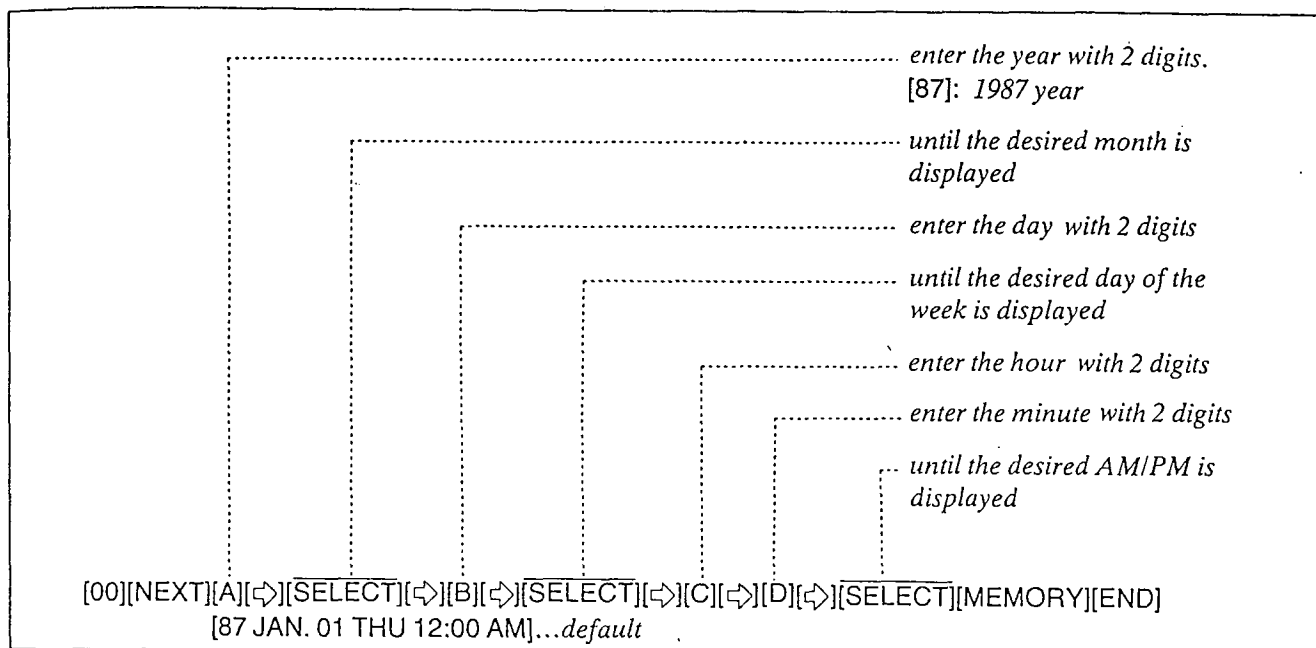 enter the year with 2 digits.
[87]: 1987 year
until the desired month is
displayed
enter the day with 2 digits
until the desired day of the
week is displayed
enter the hour with 2 digits
enter the minute with 2 digits
until the desired AM/PM is
displayed
[00][NEXT][A][⇨][SELECT][⇨][B][⇨][SELECT][⇨][C][⇨][D][⇨][SELECT][MEMORY][END]
[87 JAN. 01 THU 12:00 AM]...default